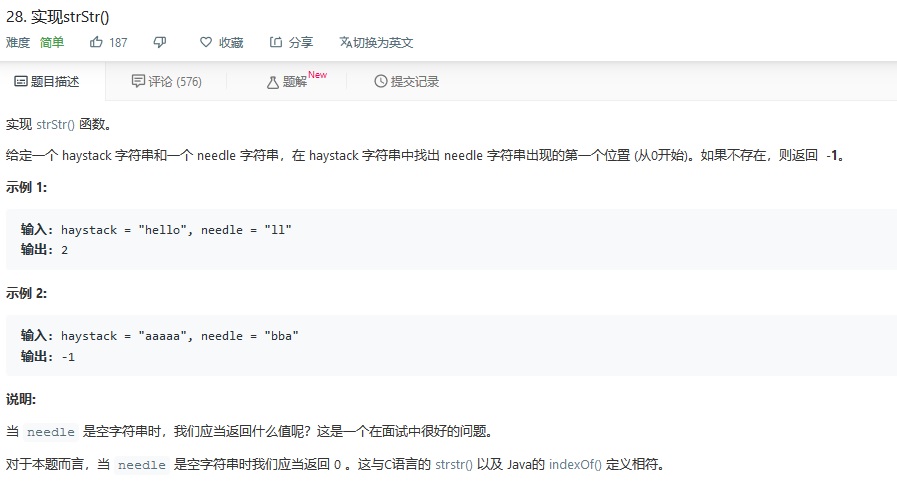 28. 实现strStr()
难度 简单 187 收藏 分享 切换为英文
题目描述 评论 (576) 题解 New 提交记录
实现 strStr() 函数。
给定一个 haystack 字符串和一个 needle 字符串，在 haystack 字符串中找出 needle 字符串出现的第一个位置 (从0开始)。如果不存在，则返回 -1。
示例 1:
输入: haystack = "hello", needle = "ll"
输出: 2
示例 2:
输入: haystack = "aaaaa", needle = "bba"
输出: -1
说明:
当 needle 是空字符串时，我们应当返回什么值呢？这是一个在面试中很好的问题。
对于本题而言，当 needle 是空字符串时我们应当返回 0 。这与C语言的 strstr() 以及 Java的 indexOf() 定义相符。